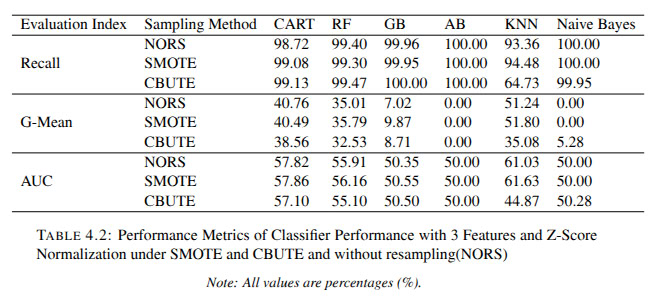 Evaluation Index Sampling Method CART RF GB AB KNN Naive Bayes
NORS 98.72 99.40 99.96 100.00 93.36 100.00
Recall SMOTE 99.08 99.30 99.95 100.00 94.48 100.00
CBUTE 99.13 99.47 100.00 100.00 64.73 99.95
NORS 40.76 35.01 7.02 0.00 51.24 0.00
G-Mean SMOTE 40.49 35.79 9.87 0.00 51.80 0.00
CBUTE 38.56 32.53 8.71 0.00 35.08 5.28
NORS 57.82 55.91 50.35 50.00 61.03 50.00
AUC SMOTE 57.86 56.16 50.55 50.00 61.63 50.00
CBUTE 57.10 55.10 50.50 50.00 44.87 50.28
TABLE 4.2: Performance Metrics of Classifier Performance with 3 Features and Z-Score
Normalization under SMOTE and CBUTE and without resampling(NORS)
Note: All values are percentages (%).